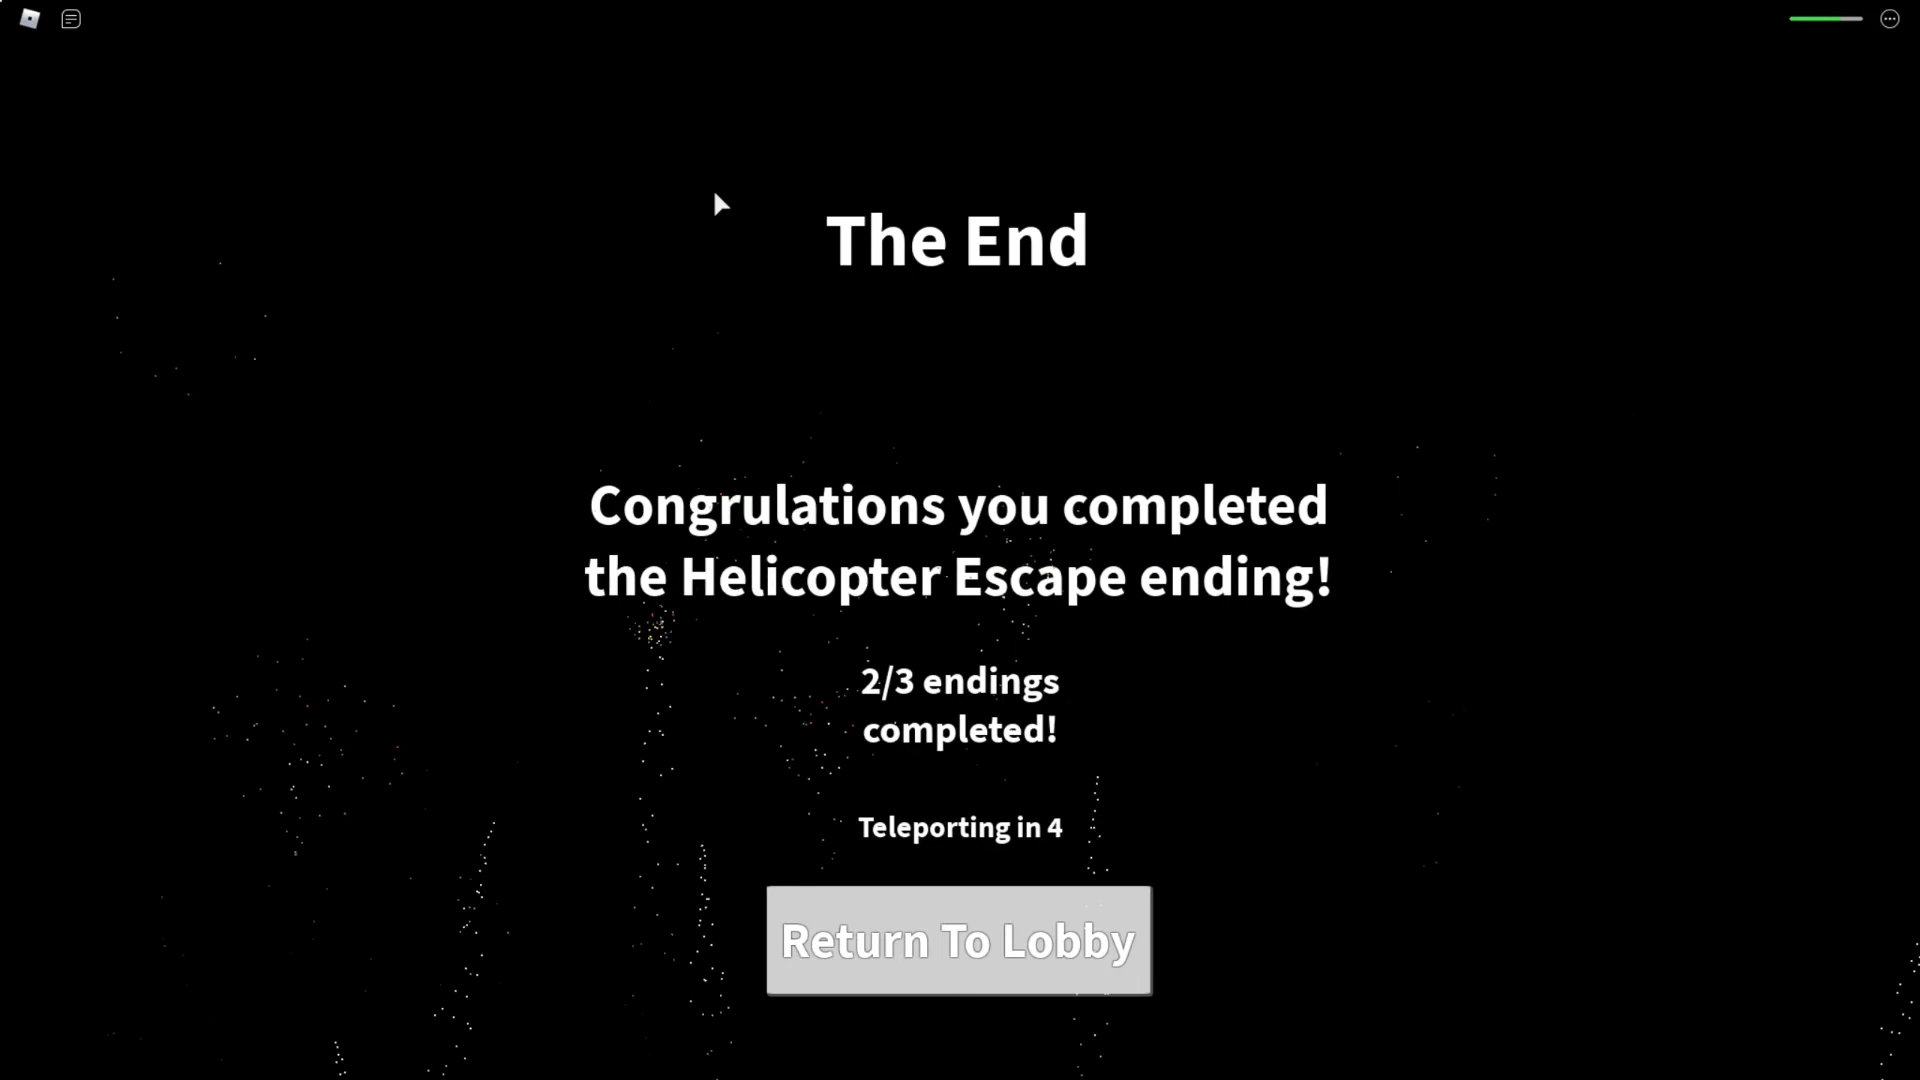 The End
Congrulations you completed
the Helicopter Escape ending!
2/3 endings
completed!
Teleporting in 4
Return To Lobby